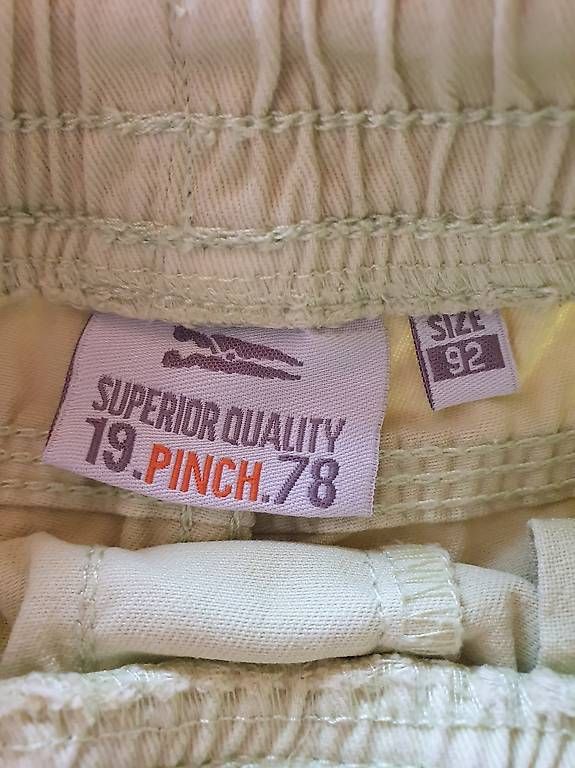 SUPERIOR QUALITY
19.PINCH.78
SIZE
92